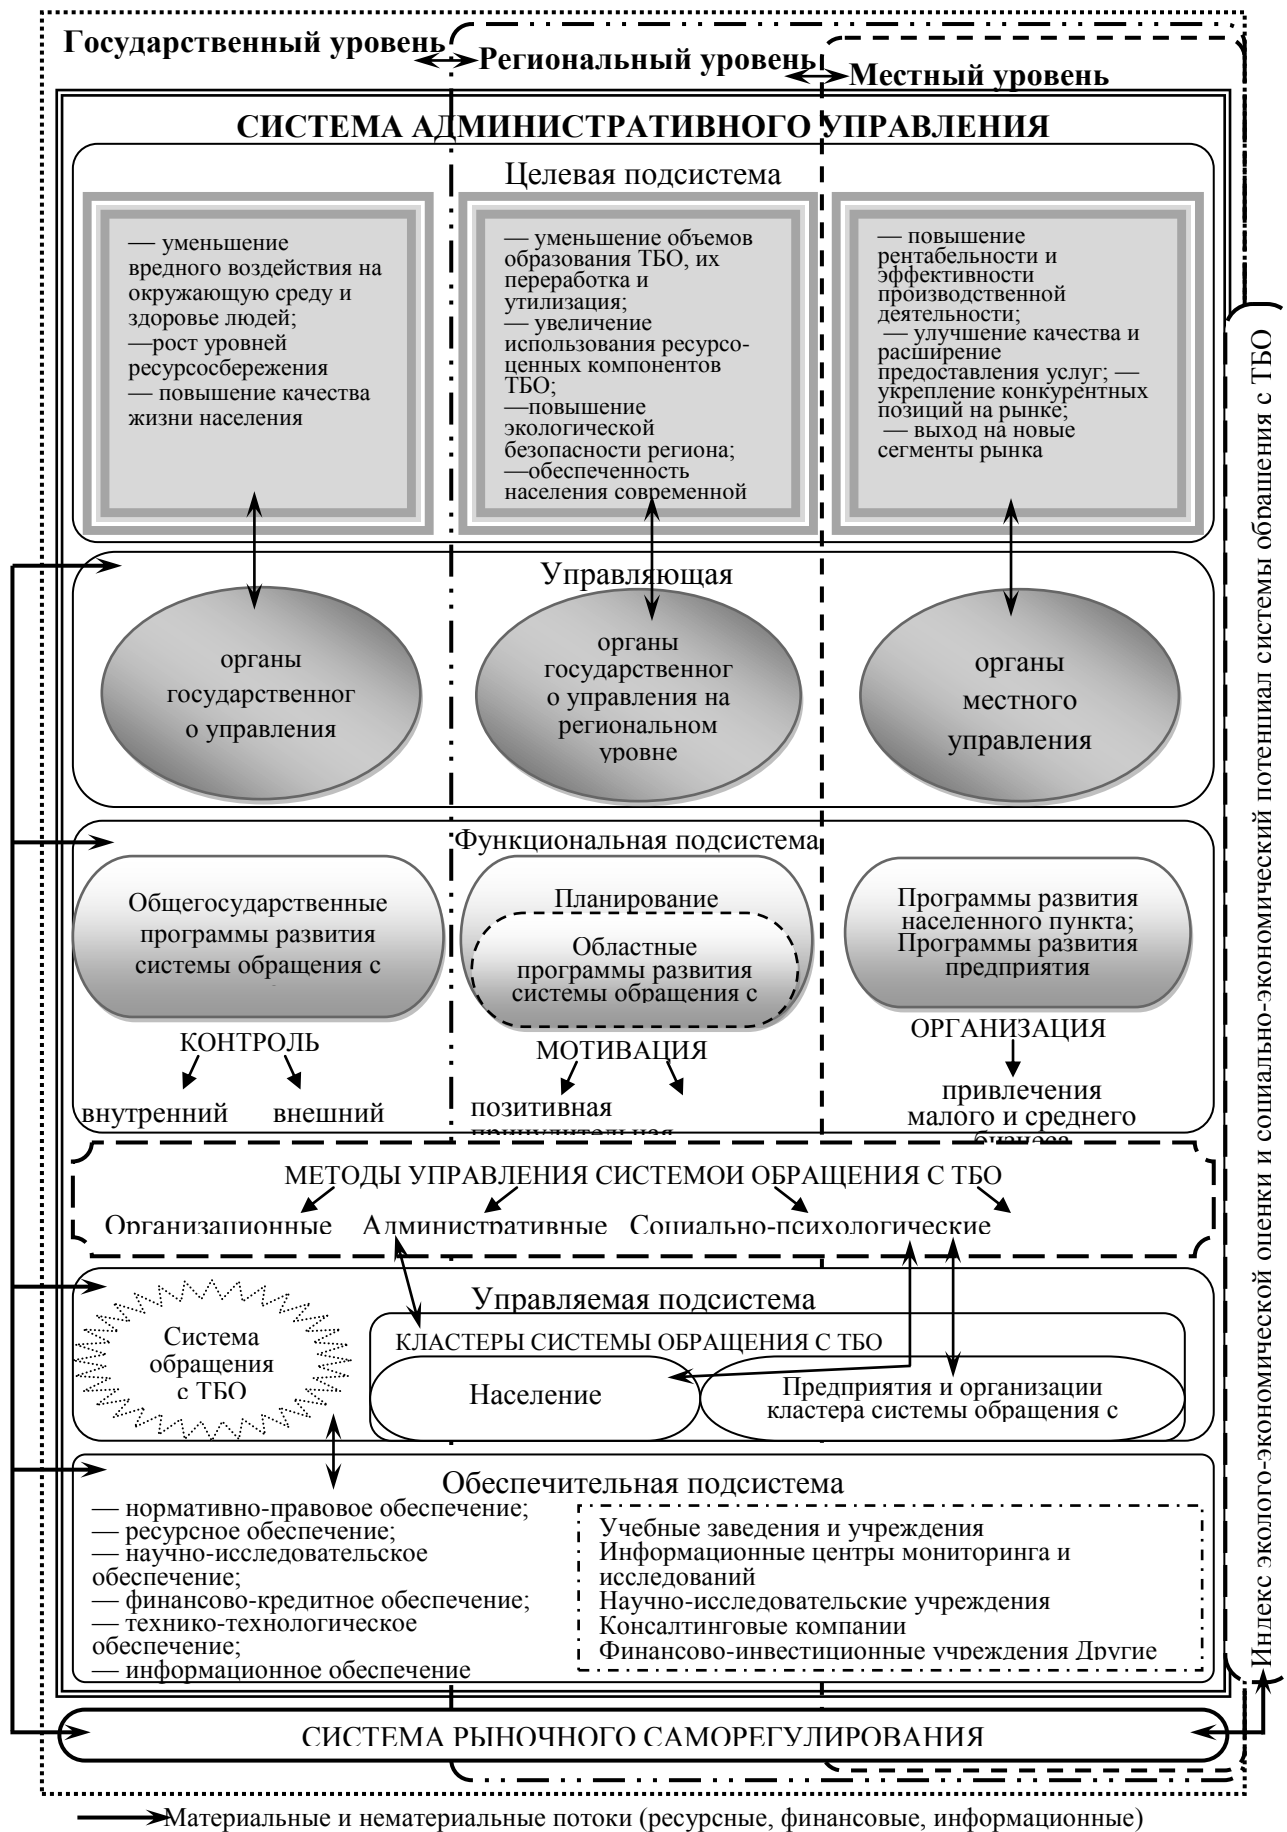 Государственный уровень
Региональный уровень
Местный уровень
СИСТЕМА АДМИНИСТРАТИВНОГО УПРАВЛЕНИЯ
Целевая подсистема
— уменьшение
вредного воздействия на
окружающую среду и
здоровье людей;
—рост уровней
ресурсосбережения
— повышение качества
жизни населения
— уменьшение объемов
образования ТБО, их
переработка и
утилизация;
— увеличение
использования ресурсо-
ценных компонентов
ТБО;
—повышение
экологической
безопасности региона;
—обеспеченность
населения современной
— повышение
рентабельности и
эффективности
производственной
деятельности;
— улучшение качества и
расширение
предоставления услуг; —
укрепление конкурентных
позиций на рынке;
— выход на новые
сегменты рынка
Управляющая
органы
государственног
о управления
органы
государственног
о управления на
региональном
уровне
органы
местного
управления
Функциональная подсистема
Общегосударственные
программы развития
системы обращения с
Планирование
Областные
программы развития
системы обращения с
Программы развития
населенного пункта;
Программы развития
предприятия
КОНТРОЛЬ
внутренний внешний
МОТИВАЦИЯ
позитивная
принудительная
ОРГАНИЗАЦИЯ
привлечения
малого и среднего
бизнеса
МЕТОДЫ УПРАВЛЕНИЯ СИСТЕМОЙ ОБРАЩЕНИЯ С ТБО
Организационные Административные Социально-психологические
Управляемая подсистема
Система
обращения
с ТБО
КЛАСТЕРЫ СИСТЕМЫ ОБРАЩЕНИЯ С ТБО
Население
Предприятия и организации
кластера системы обращения с
Обеспечительная подсистема
— нормативно-правовое обеспечение;
— ресурсное обеспечение;
— научно-исследовательское
обеспечение;
— финансово-кредитное обеспечение;
— технико-технологическое
обеспечение;
— информационное обеспечение
Учебные заведения и учреждения
Информационные центры мониторинга и
исследований
Научно-исследовательские учреждения
Консалтинговые компании
Финансово-инвестиционные учреждения Другие
СИСТЕМА РЫНОЧНОГО САМОРЕГУЛИРОВАНИЯ
Индекс эколого-экономической оценки и социально-экономический потенциал системы обращения с ТБО
Материальные и нематериальные потоки (ресурсные, финансовые, информационные)